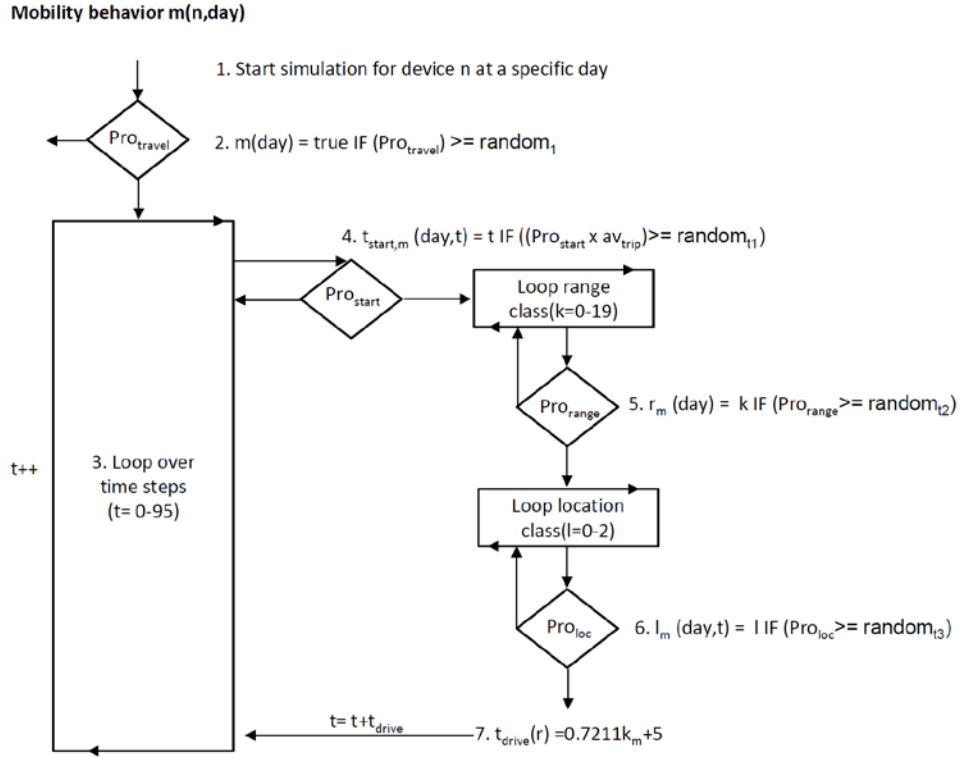 Mobility behavior m(n,day)
1. Start simulation for device n at a specific day
Pro_travel
2. m(day) = true IF (Pro_travel) >= random_1
4. t_start,m (day,t) = t IF ((Pro_start x av_trip)>= random_t1)
Pro_start
Loop range
class(k=0-19)
Pro_range
5. r_m (day) = k IF (Pro_range>= random_t2)
t++
3. Loop over
time steps
(t= 0-95)
Loop location
class(l=0-2)
Pro_loc
6. l_m (day,t) = l IF (Pro_loc>= random_t3)
t= t+t_drive
7. t_drive(r) =0.7211k_m+5